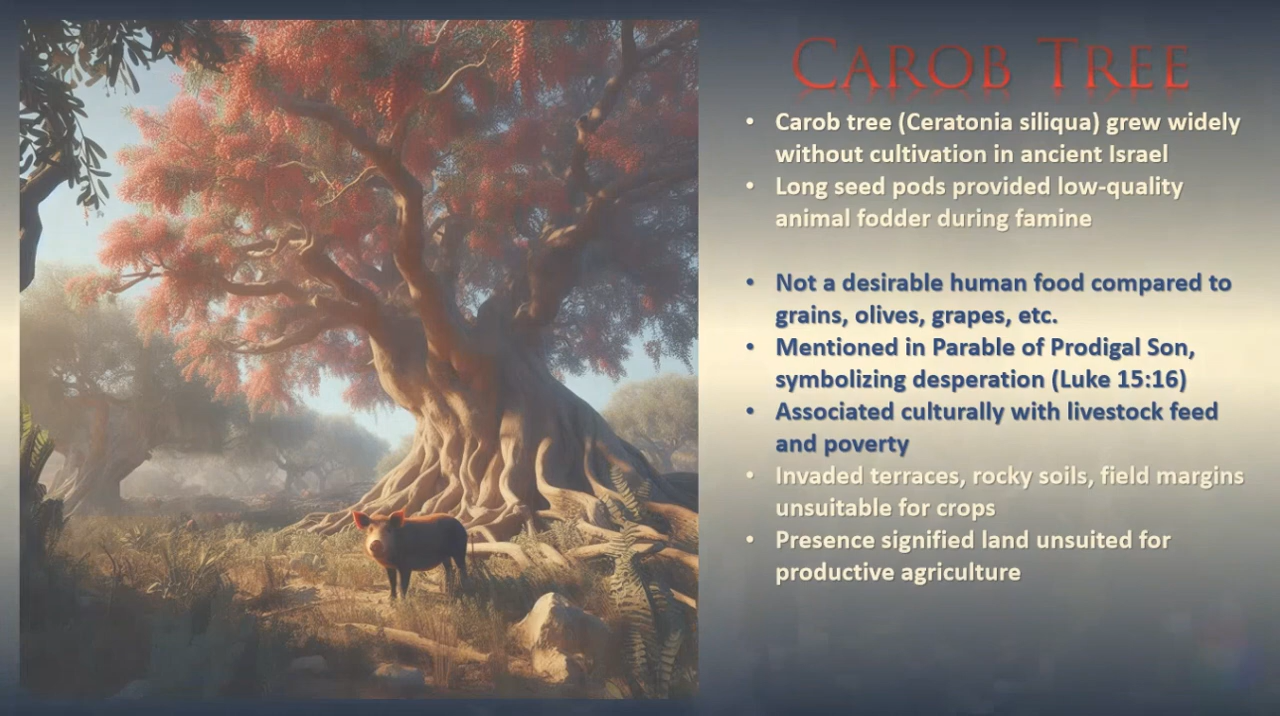 CAROB TREE
• Carob tree (Ceratonia siliqua) grew widely
without cultivation in ancient Israel
• Long seed pods provided low-quality
animal fodder during famine
• Not a desirable human food compared to
grains, olives, grapes, etc.
• Mentioned in Parable of Prodigal Son,
symbolizing desperation (Luke 15:16)
• Associated culturally with livestock feed
and poverty
• Invaded terraces, rocky soils, field margins
unsuitable for crops
• Presence signified land unsuited for
productive agriculture